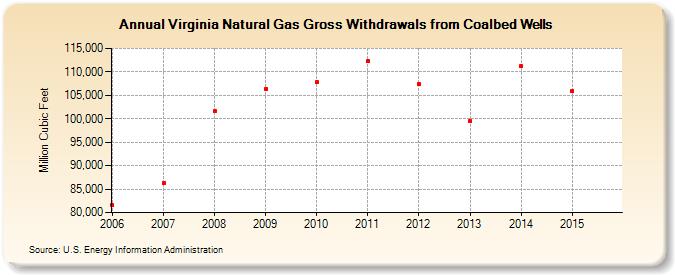 Annual Virginia Natural Gas Gross Withdrawals from Coalbed Wells
Million Cubic Feet
115,000
110,000
105,000
100,000
95,000
90,000
85,000
80,000
2006 2007 2008 2009 2010 2011 2012 2013 2014 2015
Source: U.S. Energy Information Administration